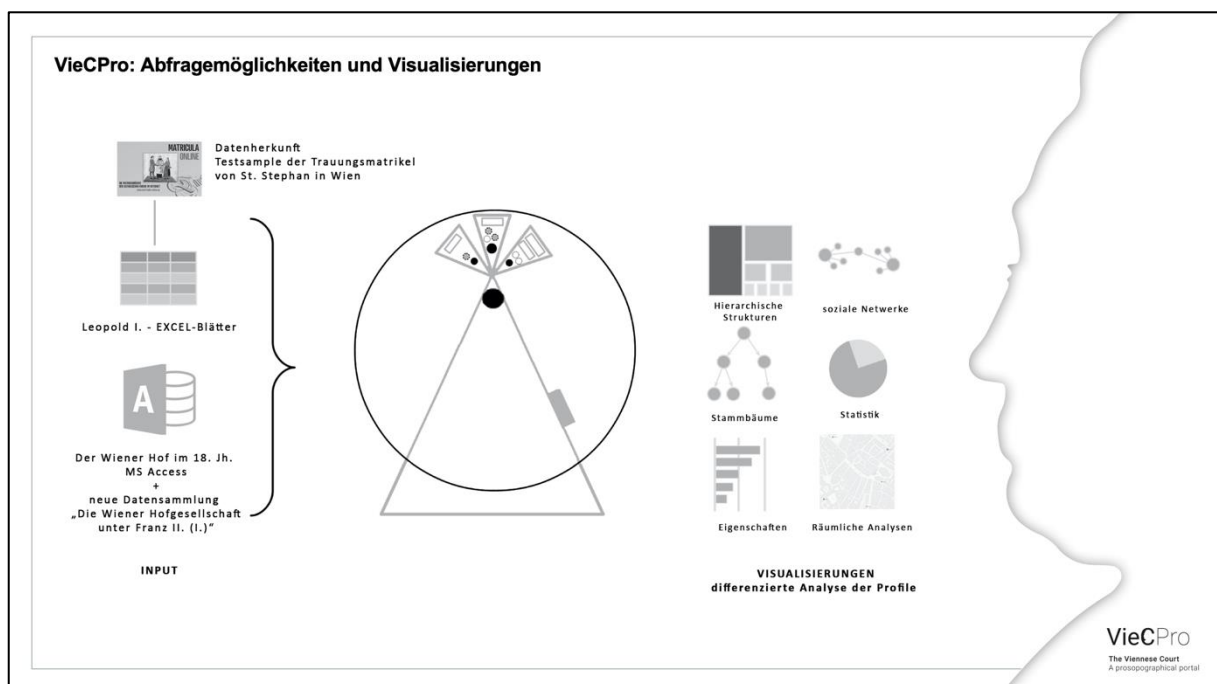 VieCPro: Abfragemöglichkeiten und Visualisierungen
MATRICULA
ONLINE
Datenherkunft
Testsample der Trauungsmatrikel
von St. Stephan in Wien
Leopold I. - EXCEL-Blätter
A
Der Wiener Hof im 18. Jh.
MS Access
+
neue Datensammlung
„Die Wiener Hofgesellschaft
unter Franz II. (I.)“
INPUT
Hierarchische
Strukturen
soziale Netwerke
Stammbäume
Statistik
Eigenschaften
Räumliche Analysen
VISUALISIERUNGEN
differenzierte Analyse der Profile
VieCPro
The Viennese Court
A prosopographical portal